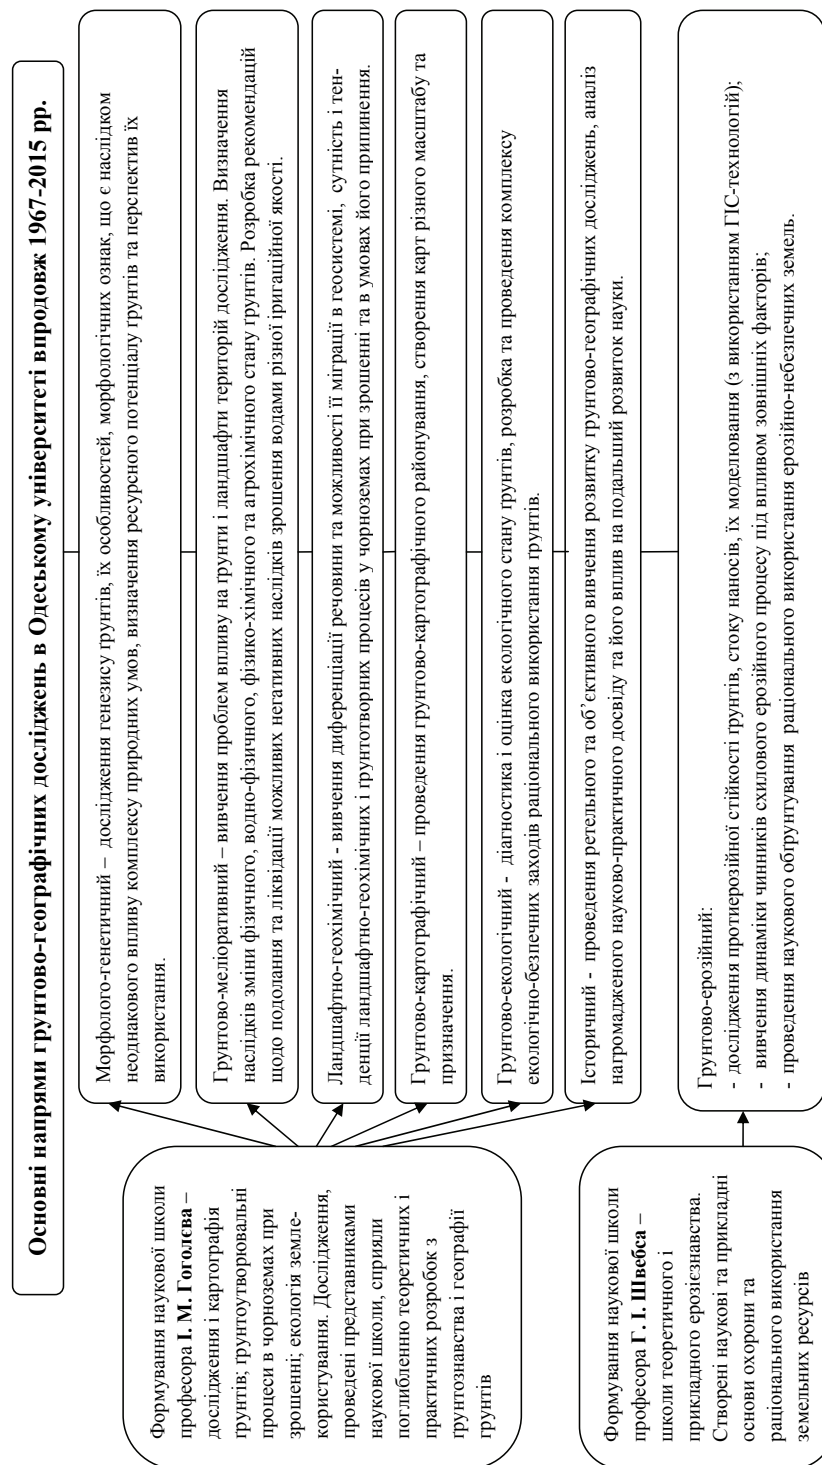 Основні напрями грунтово-географічних досліджень в Одеському університеті впродовж 1967-2015 рр.
Формування наукової школи
професора І. М. Гоголєва –
дослідження і картографія
ґрунтів; ґрунтоутворювальні
процеси в чорноземах при
зрошенні; екологія земле-
користування. Дослідження,
проведені представниками
наукової школи, сприяли
поглибленню теоретичних і
практичних розробок з
ґрунтознавства і географії
ґрунтів
Морфолого-генетичний – дослідження генезису ґрунтів, їх особливостей, морфологічних ознак, що є наслідком
неоднакового впливу комплексу природних умов, визначення ресурсного потенціалу ґрунтів та перспектив їх
використання.
Грунтово-меліоративний – вивчення проблем впливу на ґрунти і ландшафти територій дослідження. Визначення
наслідків зміни фізичного, водно-фізичного, фізико-хімічного та агрохімічного стану ґрунтів. Розробка рекомендацій
щодо подолання та ліквідації можливих негативних наслідків зрошення водами різної іригаційної якості.
Ландшафтно-геохімічний - вивчення диференціації речовини та можливості її міграції в геосистемі, сутність і тен-
денції ландшафтно-геохімічних і ґрунтотворних процесів у чорноземах при зрошенні та в умовах його припинення.
Грунтово-картографічний – проведення грунтово-картографічного районування, створення карт різного масштабу та
призначення.
Грунтово-екологічний - діагностика і оцінка екологічного стану ґрунтів, розробка та проведення комплексу
екологічно-безпечних заходів раціонального використання ґрунтів.
Історичний - проведення ретельного та об’єктивного вивчення розвитку ґрунтово-географічних досліджень, аналіз
нагромадженого науково-практичного досвіду та його вплив на подальший розвиток науки.
Формування наукової школи
професора Г. І. Швебса –
школи теоретичного і
прикладного ерозієзнавства.
Створені наукові та прикладні
основи охорони та
раціонального використання
земельних ресурсів
Грунтово-ерозійний:
- дослідження протиерозійної стійкості ґрунтів, стоку наносів, їх моделювання (з використанням ГІС-технологій);
- вивчення динаміки чинників схилового ерозійного процесу під впливом зовнішніх факторів;
- проведення наукового обґрунтування раціонального використання ерозійно-небезпечних земель.